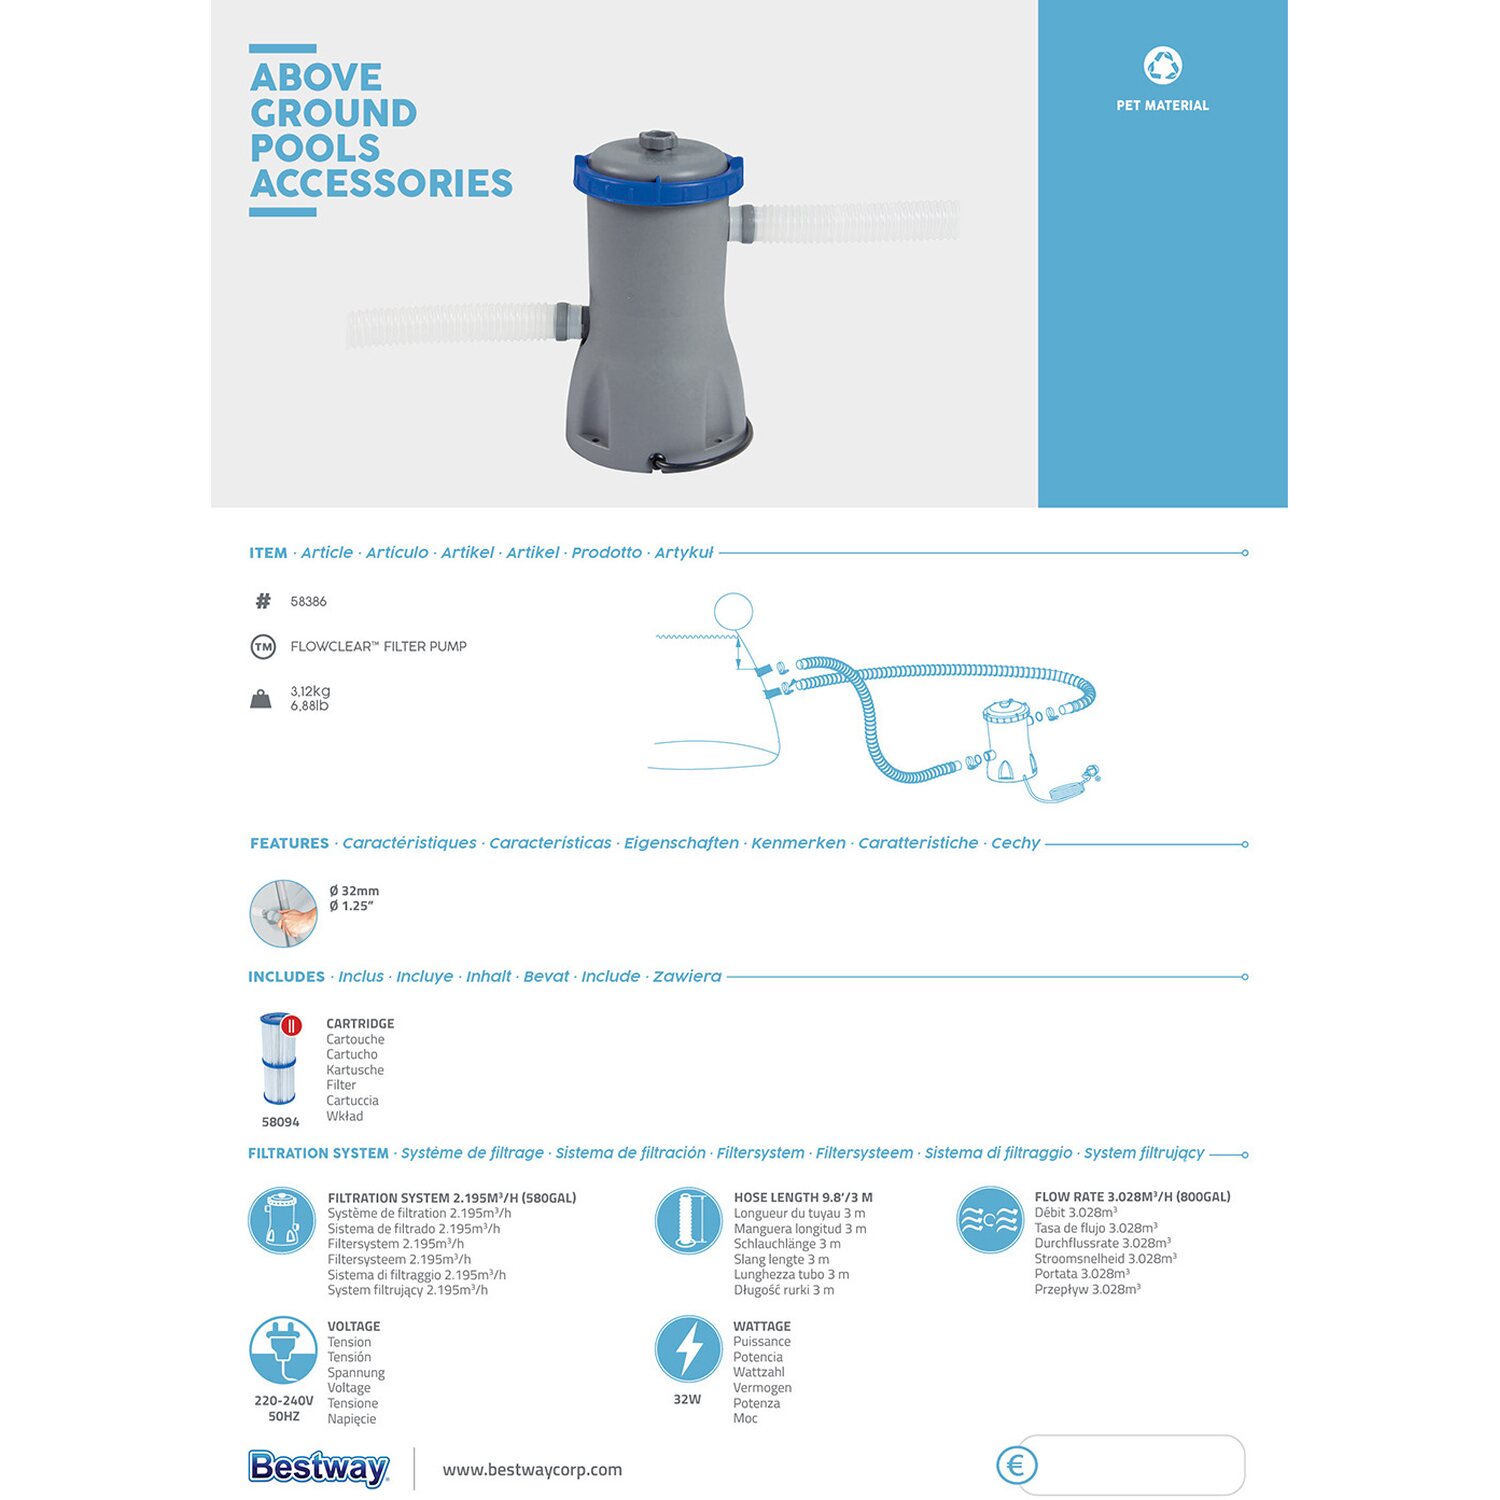 ABOVE
GROUND
POOLS
ACCESSORIES
PET MATERIAL
ITEM · Article · Artículo · Artikel · Artikel · Prodotto · Artykuł
# 58386
TM FLOWCLEAR™ FILTER PUMP
3,12kg
6,88lb
FEATURES · Caractéristiques · Características · Eigenschaften · Kenmerken · Caratteristiche · Cechy
Ø 32mm
Ø 1.25”
INCLUDES · Inclus · Incluye · Inhalt · Bevat · Include · Zawiera
II
58094
CARTRIDGE
Cartouche
Cartucho
Kartusche
Filter
Cartuccia
Wkład
FILTRATION SYSTEM · Système de filtrage · Sistema de filtración · Filtersystem · Filtersysteem · Sistema di filtraggio · System filtrujący
FILTRATION SYSTEM 2.195M³/H (580GAL)
Système de filtration 2.195m³/h
Sistema de filtrado 2.195m³/h
Filtersystem 2.195m³/h
Filtersysteem 2.195m³/h
Sistema di filtraggio 2.195m³/h
System filtrujący 2.195m³/h
HOSE LENGTH 9.8’/3 M
Longueur du tuyau 3 m
Manguera longitud 3 m
Schlauchlänge 3 m
Slang lengte 3 m
Lunghezza tubo 3 m
Długość rurki 3 m
FLOW RATE 3.028M³/H (800GAL)
Débit 3.028m³
Tasa de flujo 3.028m³
Durchflussrate 3.028m³
Stroomsnelheid 3.028m³
Portata 3.028m³
Przepływ 3.028m³
220-240V
50HZ
VOLTAGE
Tension
Tensión
Spannung
Voltage
Tensione
Napięcie
32W
WATTAGE
Puissance
Potencia
Wattzahl
Vermogen
Potenza
Moc
Bestway
www.bestwaycorp.com
€